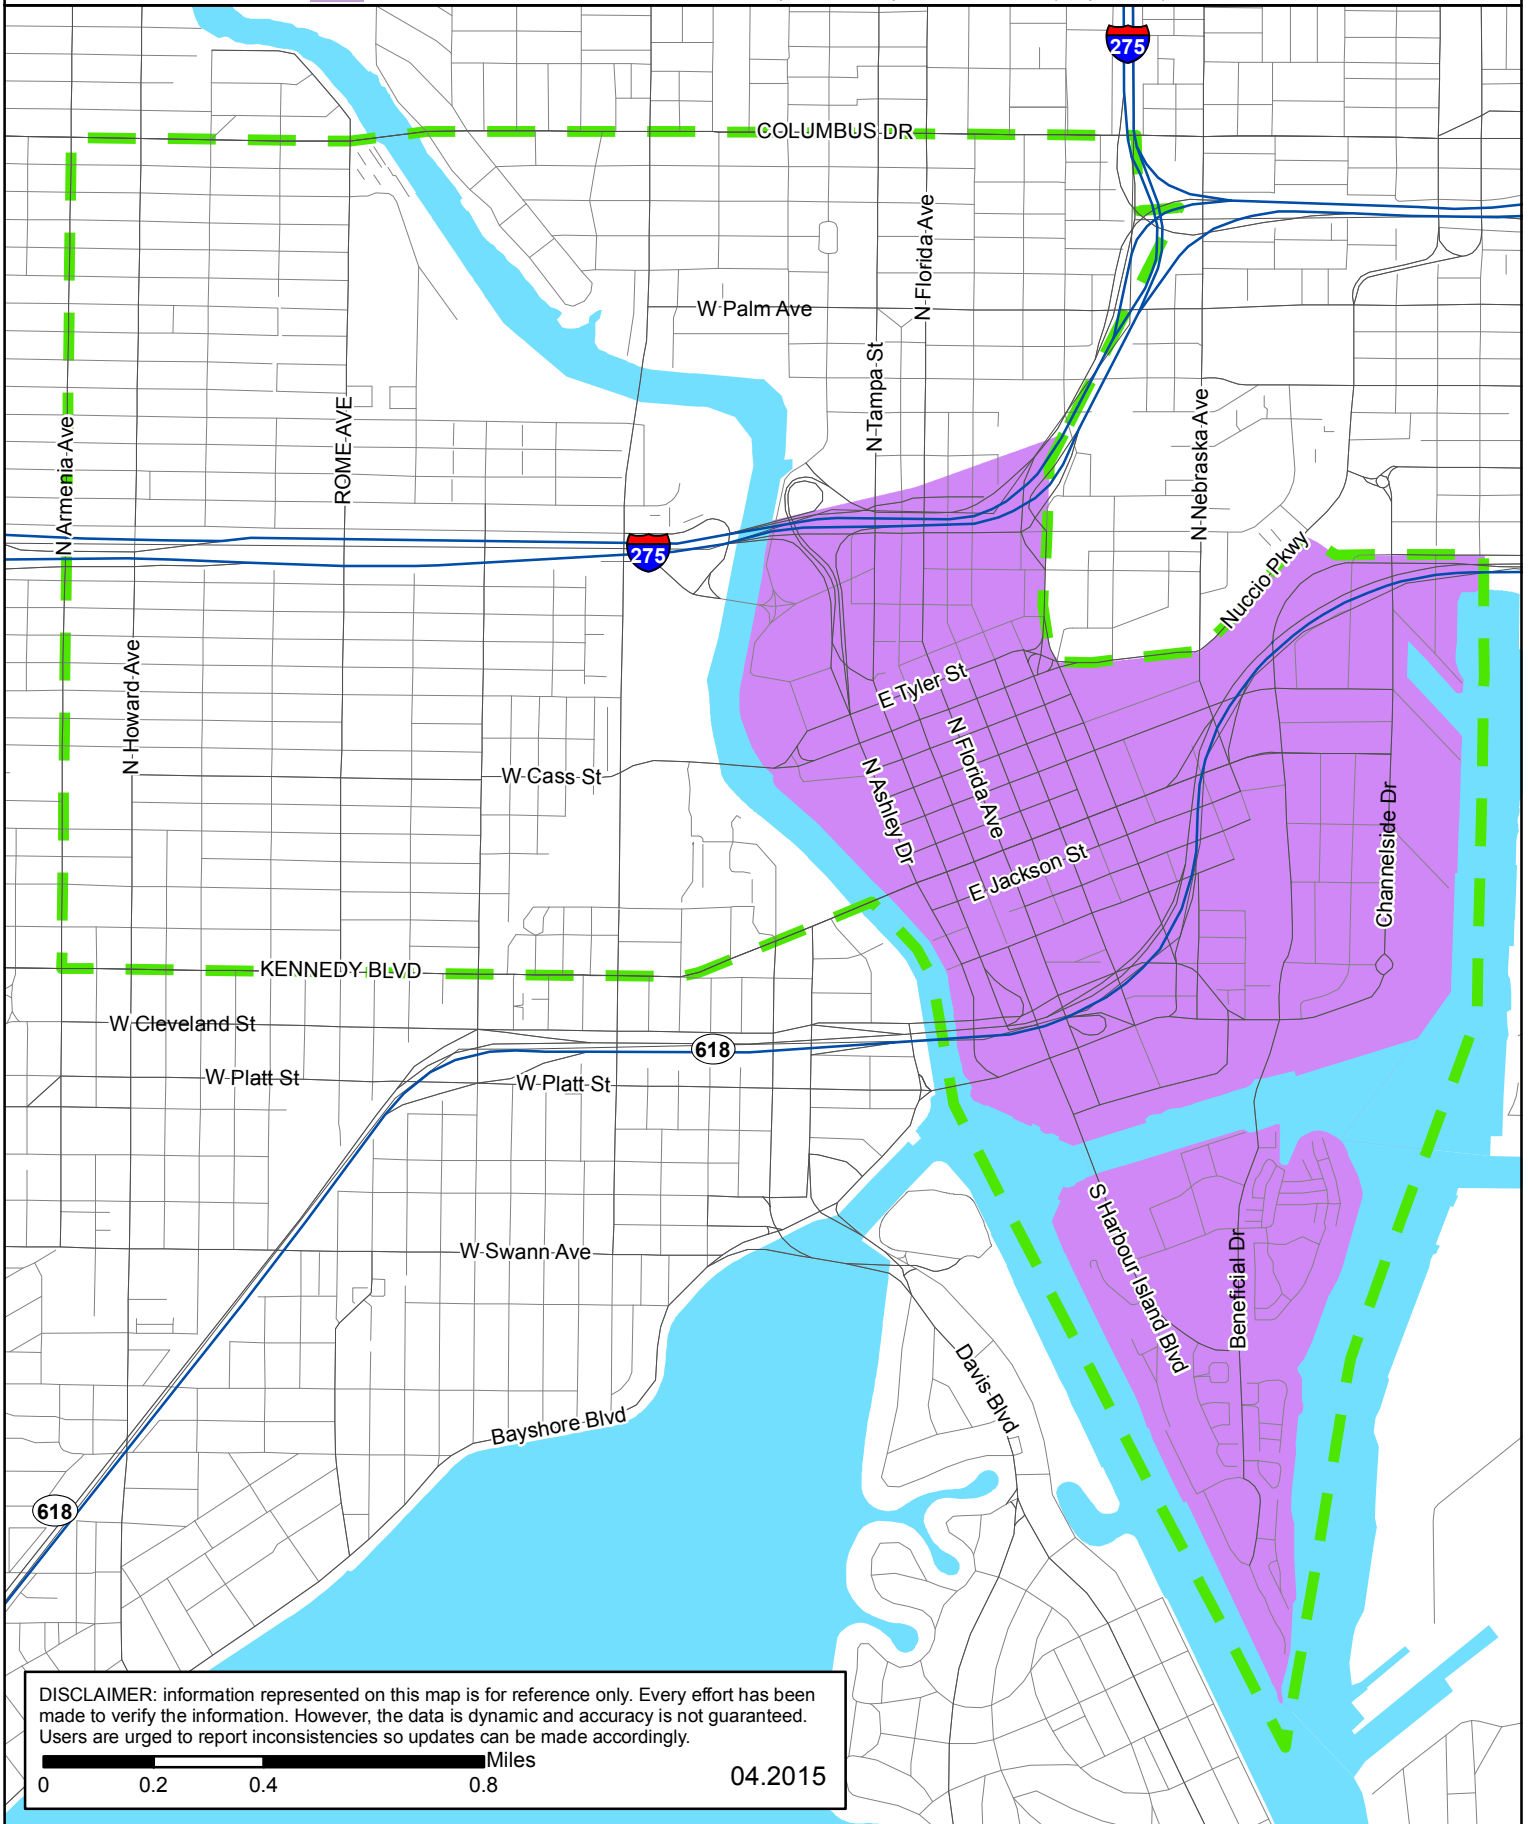 275
COLUMBUS DR
N Florida Ave
W Palm Ave
N Tampa St
N Armenia Ave
ROME AVE
N Nebraska Ave
275
Nuccio Pkwy
N Howard Ave
E Tyler St
N Florida Ave
W Cass St
N Ashley Dr
Channelside Dr
E Jackson St
KENNEDY BLVD
W Cleveland St
618
W Platt St
W Platt St
S Harbour Island Blvd
Beneficial Dr
W Swann Ave
Davis Blvd
Bayshore Blvd
618
DISCLAIMER: information represented on this map is for reference only. Every effort has been
made to verify the information. However, the data is dynamic and accuracy is not guaranteed.
Users are urged to report inconsistencies so updates can be made accordingly.
Miles
0 0.2 0.4 0.8
04.2015